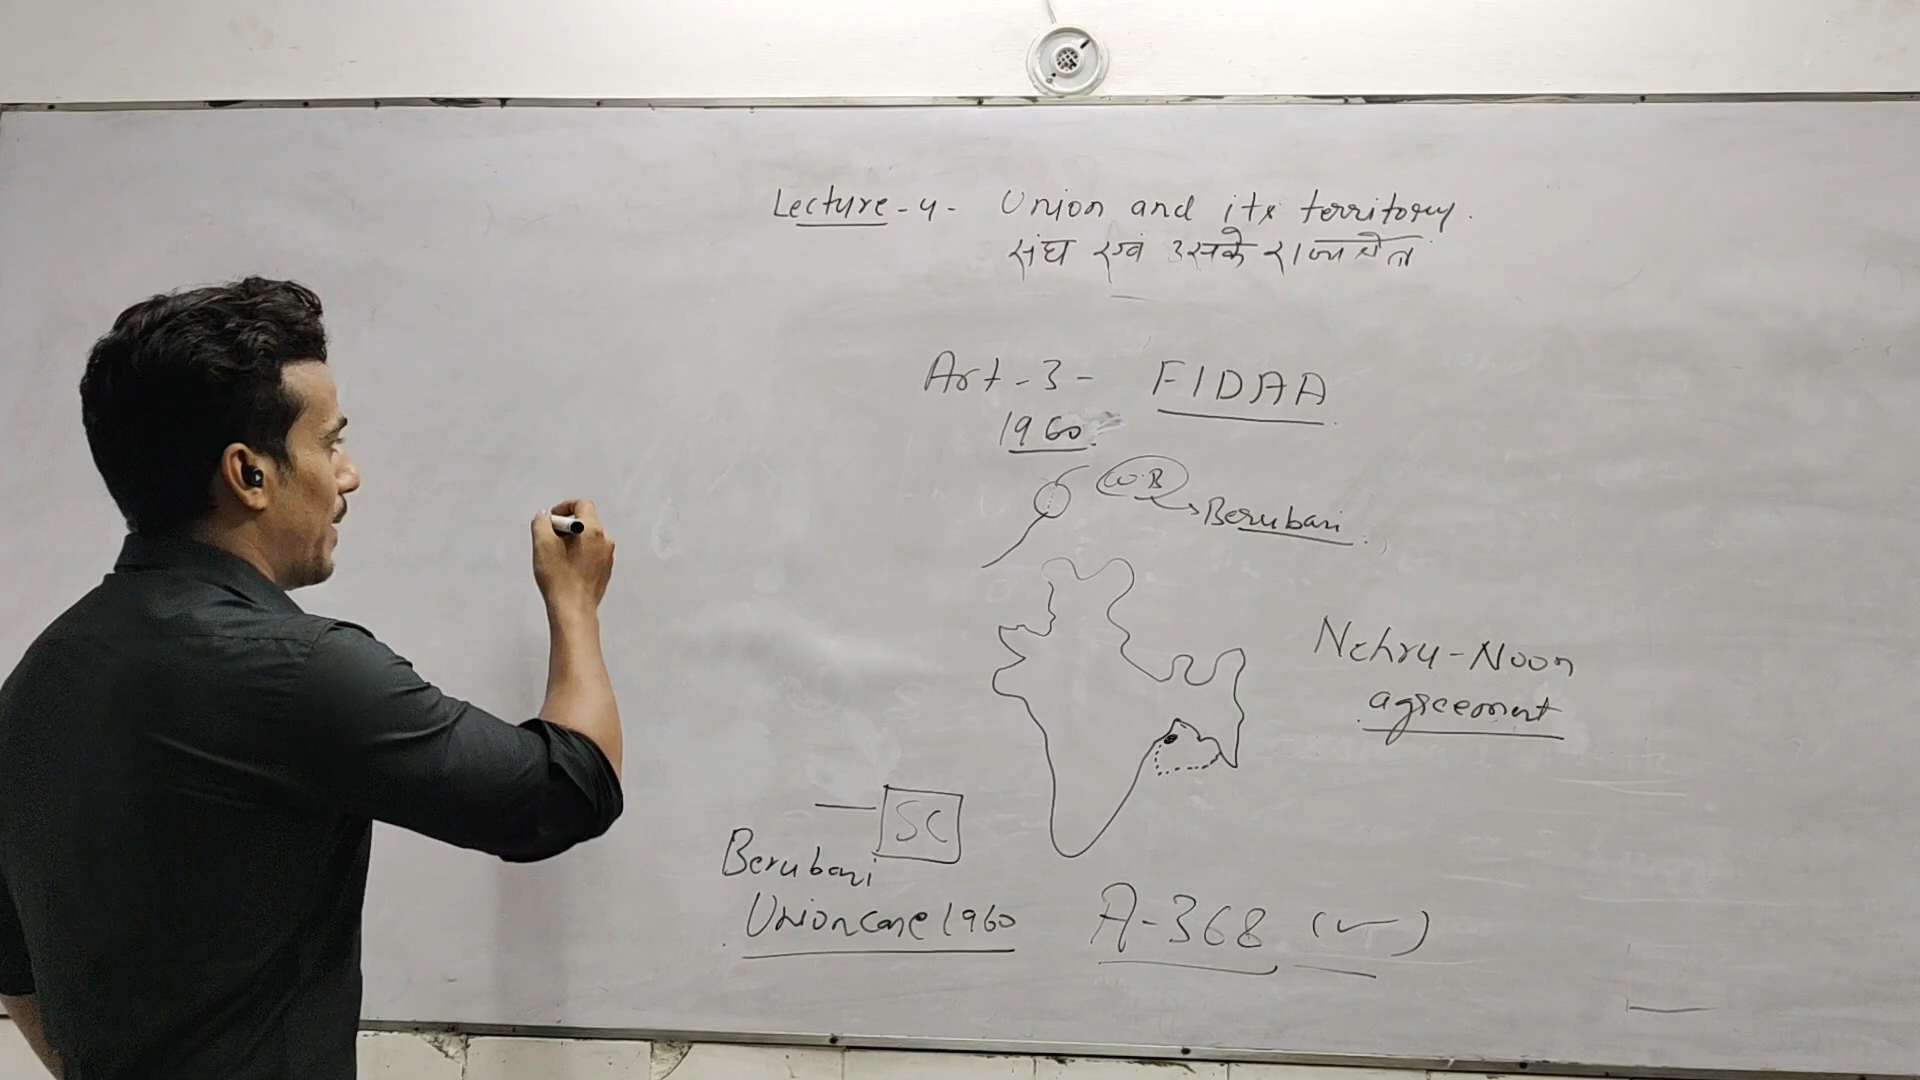 Lecture-4- Union and its territory.
संघ एवं उसके राज्यक्षेत्र
Art-3- FIDAA
1960.
W.B
Berubari.
Nehru-Noon
agreement
SC
Berubari
Union case 1960
A-368 (✓)